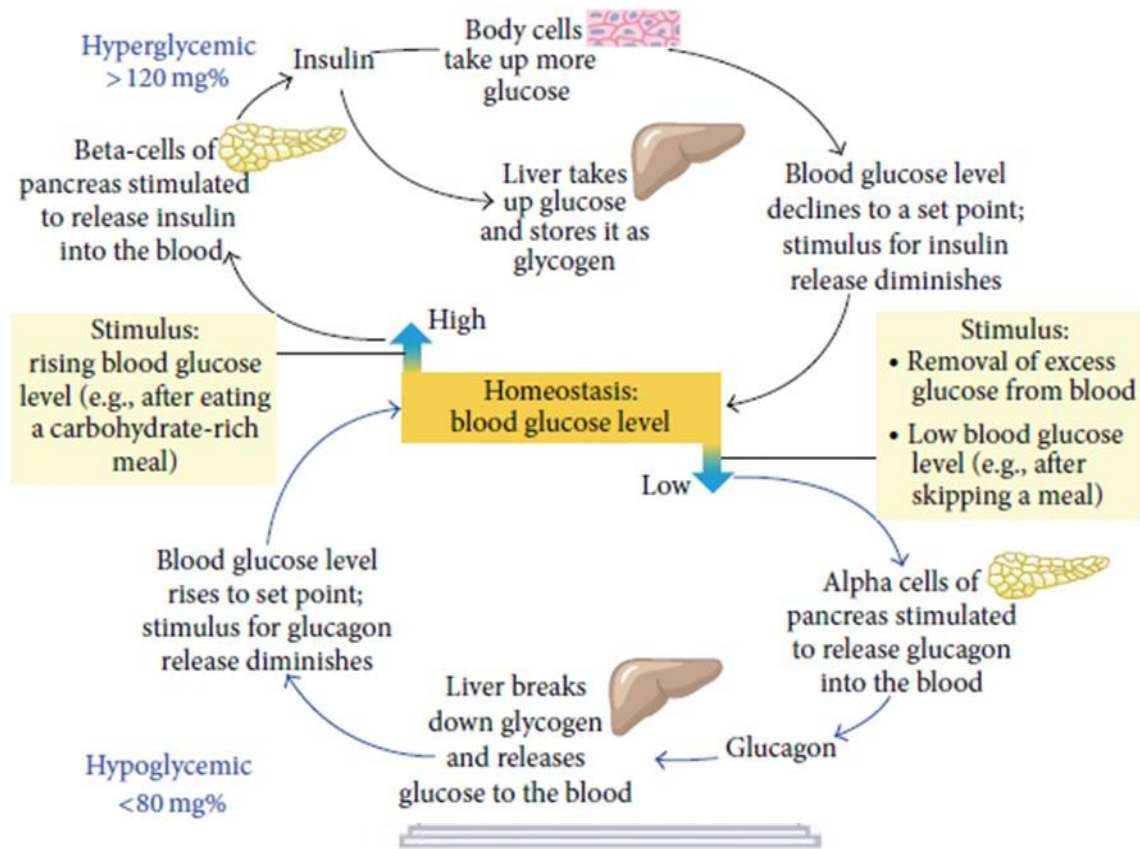 Hyperglycemic
>120 mg%
Insulin
Body cells
take up more
glucose
Beta-cells of
pancreas stimulated
to release insulin
into the blood
Liver takes
up glucose
and stores it as
glycogen
Blood glucose level
declines to a set point;
stimulus for insulin
release diminishes
High
Stimulus:
rising blood glucose
level (e.g., after eating
a carbohydrate-rich
meal)
Homeostasis:
blood glucose level
Stimulus:
• Removal of excess
glucose from blood
• Low blood glucose
level (e.g., after
skipping a meal)
Low
Blood glucose level
rises to set point;
stimulus for glucagon
release diminishes
Alpha cells of
pancreas stimulated
to release glucagon
into the blood
Liver breaks
down glycogen
and releases
glucose to the blood
Glucagon
Hypoglycemic
<80 mg%